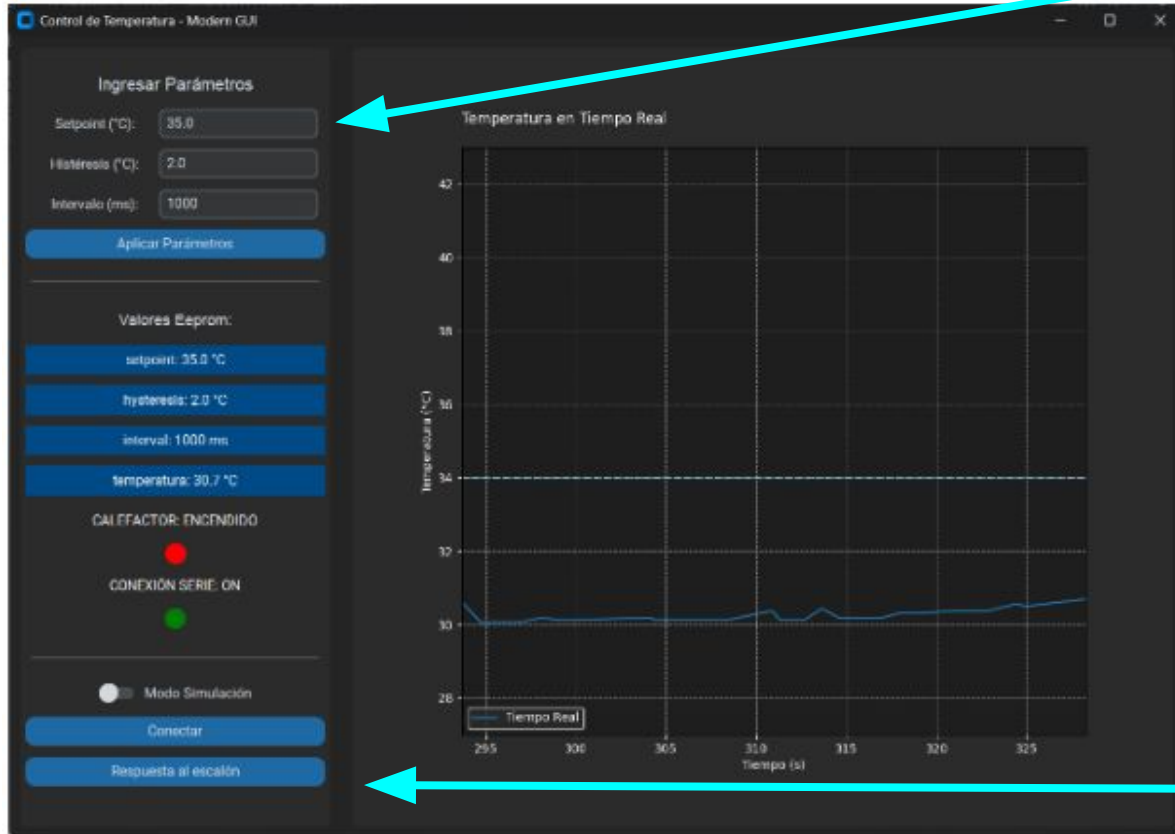 Control de Temperatura - Modern GUI
Ingresar Parámetros
Setpoint (°C): 35.0
Histéresis (°C): 2.0
Intervalo (ms): 1000
Aplicar Parámetros
Valores Eeprom:
setpoint: 35.0 °C
hysteresis: 2.0 °C
interval: 1000 ms
temperatura: 30.7 °C
CALEFACTOR: ENCENDIDO
CONEXIÓN SERIE: ON
Modo Simulación
Conectar
Respuesta al escalón
Temperatura en Tiempo Real
Temperatura (°C)
42
40
38
36
34
32
30
28
Tiempo Real
295 300 305 310 315 320 325
Tiempo (s)